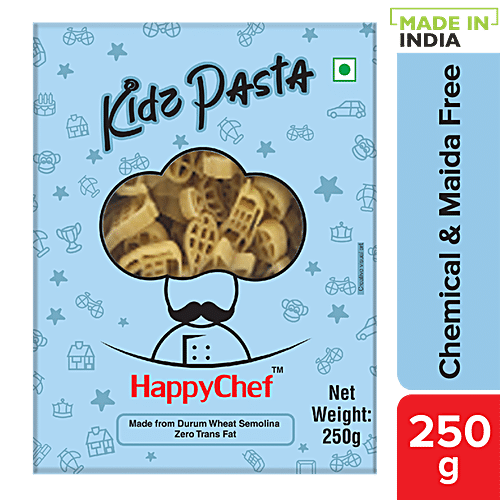 MADE IN
INDIA
Kidz PASTA
Chemical & Maida Free
HappyChef™
Made from Durum Wheat Semolina
Zero Trans Fat
Net
Weight:
250g
250
g